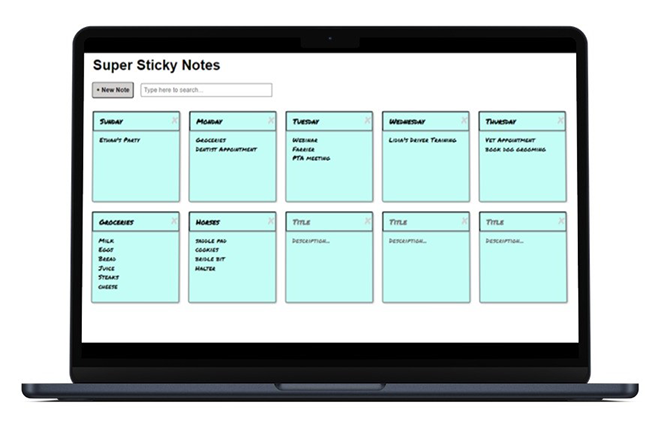 Super Sticky Notes
+ New Note
Type here to search...
Sunday x
Ethan's Party
Monday x
Groceries
Dentist Appointment
Tuesday x
Webinar
Farrier
PTA meeting
Wednesday x
Lidia's Driver Training
Thursday x
Vet Appointment
book dog grooming
Groceries x
Milk
Eggs
Bread
Juice
Steaks
cheese
Horses x
saddle pad
cookies
bridle bit
Halter
Title x
Description...
Title x
Description...
Title x
Description...